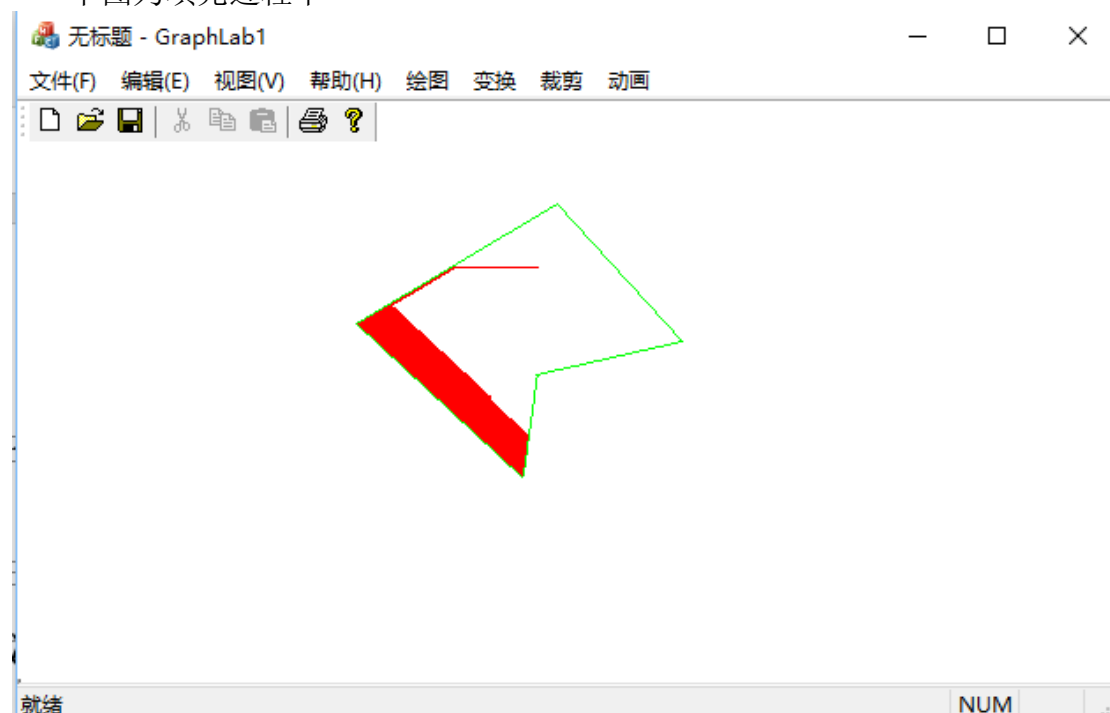 无标题 - GraphLab1
文件(F) 编辑(E) 视图(V) 帮助(H) 绘图 变换 裁剪 动画
就绪 NUM